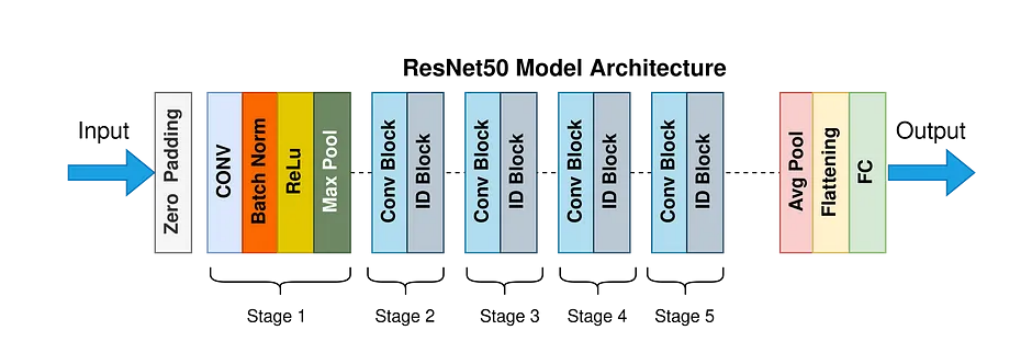 ResNet50 Model Architecture
Input
Zero Padding
CONV
Batch Norm
ReLu
Max Pool
Conv Block
ID Block
Conv Block
ID Block
Conv Block
ID Block
Conv Block
ID Block
Avg Pool
Flattening
FC
Output
Stage 1
Stage 2
Stage 3
Stage 4
Stage 5